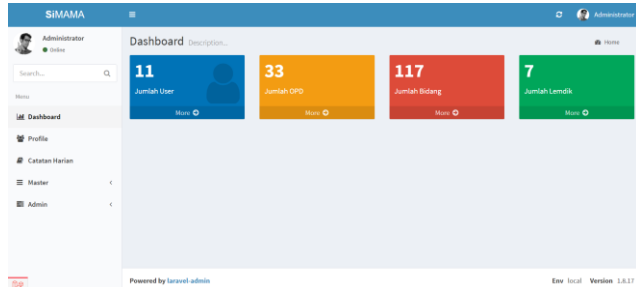 SiMAMA
Administrator
Administrator
Online
Search...
Menu
Dashboard
Profile
Catatan Harian
Master
Admin
Dashboard Description...
Home
11
Jumlah User
More
33
Jumlah OPD
More
117
Jumlah Bidang
More
7
Jumlah Lemdik
More
Powered by laravel-admin
Env local Version 1.8.17